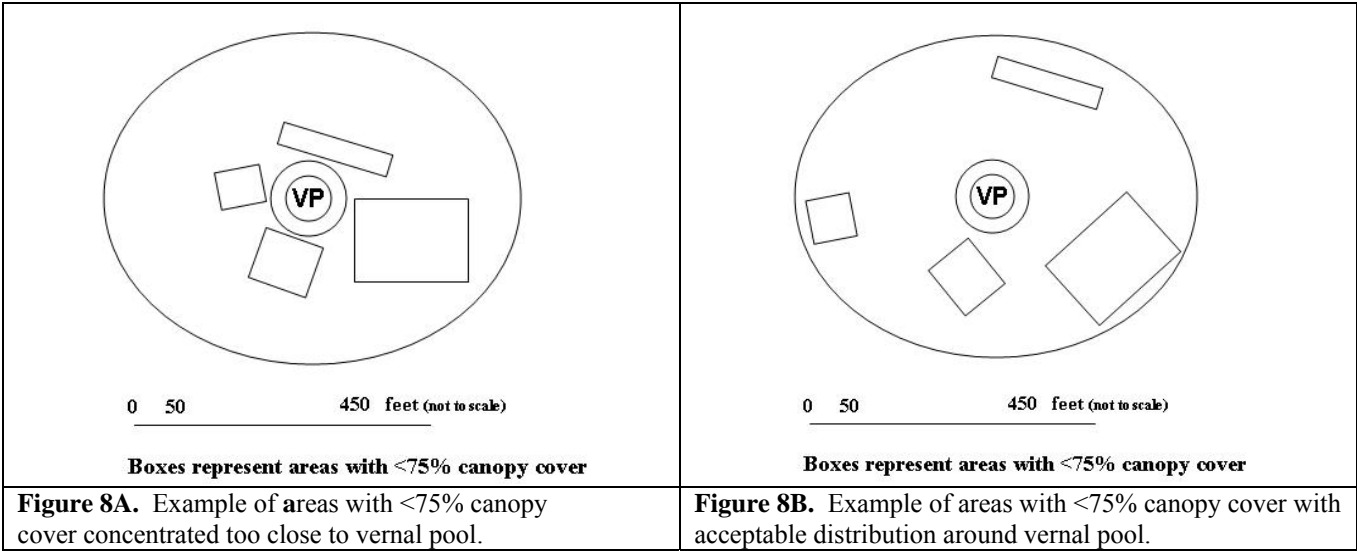 VP
0 50 450 feet (not to scale)
Boxes represent areas with <75% canopy cover
Figure 8A. Example of areas with <75% canopy
cover concentrated too close to vernal pool.
VP
0 50 450 feet (not to scale)
Boxes represent areas with <75% canopy cover
Figure 8B. Example of areas with <75% canopy cover with
acceptable distribution around vernal pool.